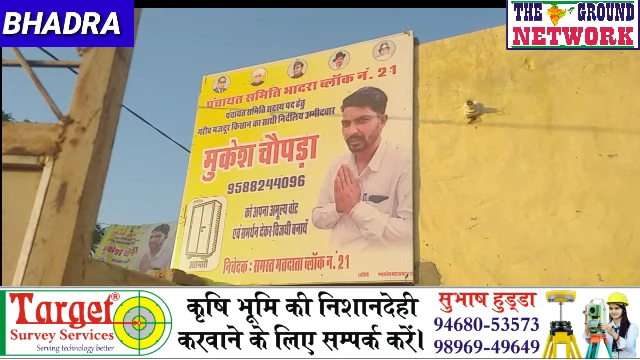 BHADRA
THE GROUND
NETWORK
पंचायत समिति भादरा ब्लॉक नं. 21
पंचायत समिति सदस्य पद हेतु
गरीब मजदूर किसान का साथी निर्दलिय उम्मीदवार
मुकेश चौपड़ा
9588244096
को अपना अमूल्य वोट
एवं समर्थन देकर विजयी बनायें
अलमारी
निवेदक : समस्त मतदाता ब्लॉक नं. 21
Target®
Survey Services
Serving technology better
कृषि भूमि की निशानदेही
करवाने के लिए सम्पर्क करें।
सुभाष हुड्डा
94680-53573
98969-49649